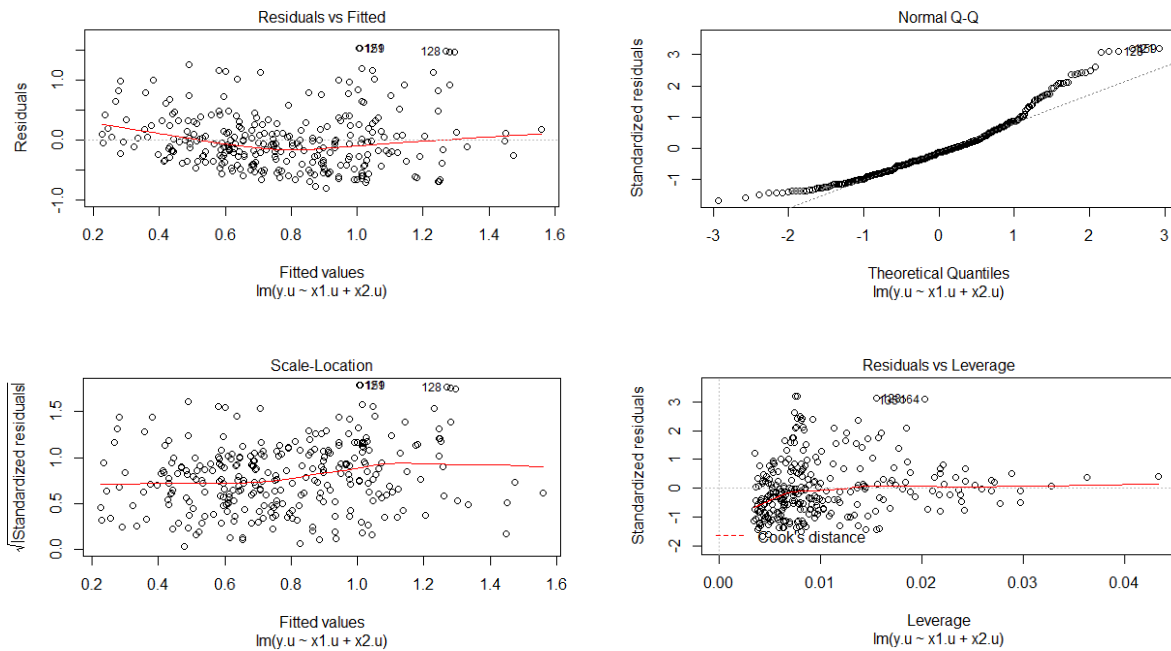 Residuals vs Fitted
Residuals
1.0
0.0
-1.0
128
0.2 0.4 0.6 0.8 1.0 1.2 1.4 1.6
Fitted values
lm(y.u ~ x1.u + x2.u)
Normal Q-Q
Standardized residuals
3
2
1
0
-1
-3 -2 -1 0 1 2 3
Theoretical Quantiles
lm(y.u ~ x1.u + x2.u)
Scale-Location
√|Standardized residuals|
1.5
1.0
0.5
0.0
128
0.2 0.4 0.6 0.8 1.0 1.2 1.4 1.6
Fitted values
lm(y.u ~ x1.u + x2.u)
Residuals vs Leverage
Standardized residuals
3
2
1
0
-1
-2
164
Cook's distance
0.00 0.01 0.02 0.03 0.04
Leverage
lm(y.u ~ x1.u + x2.u)